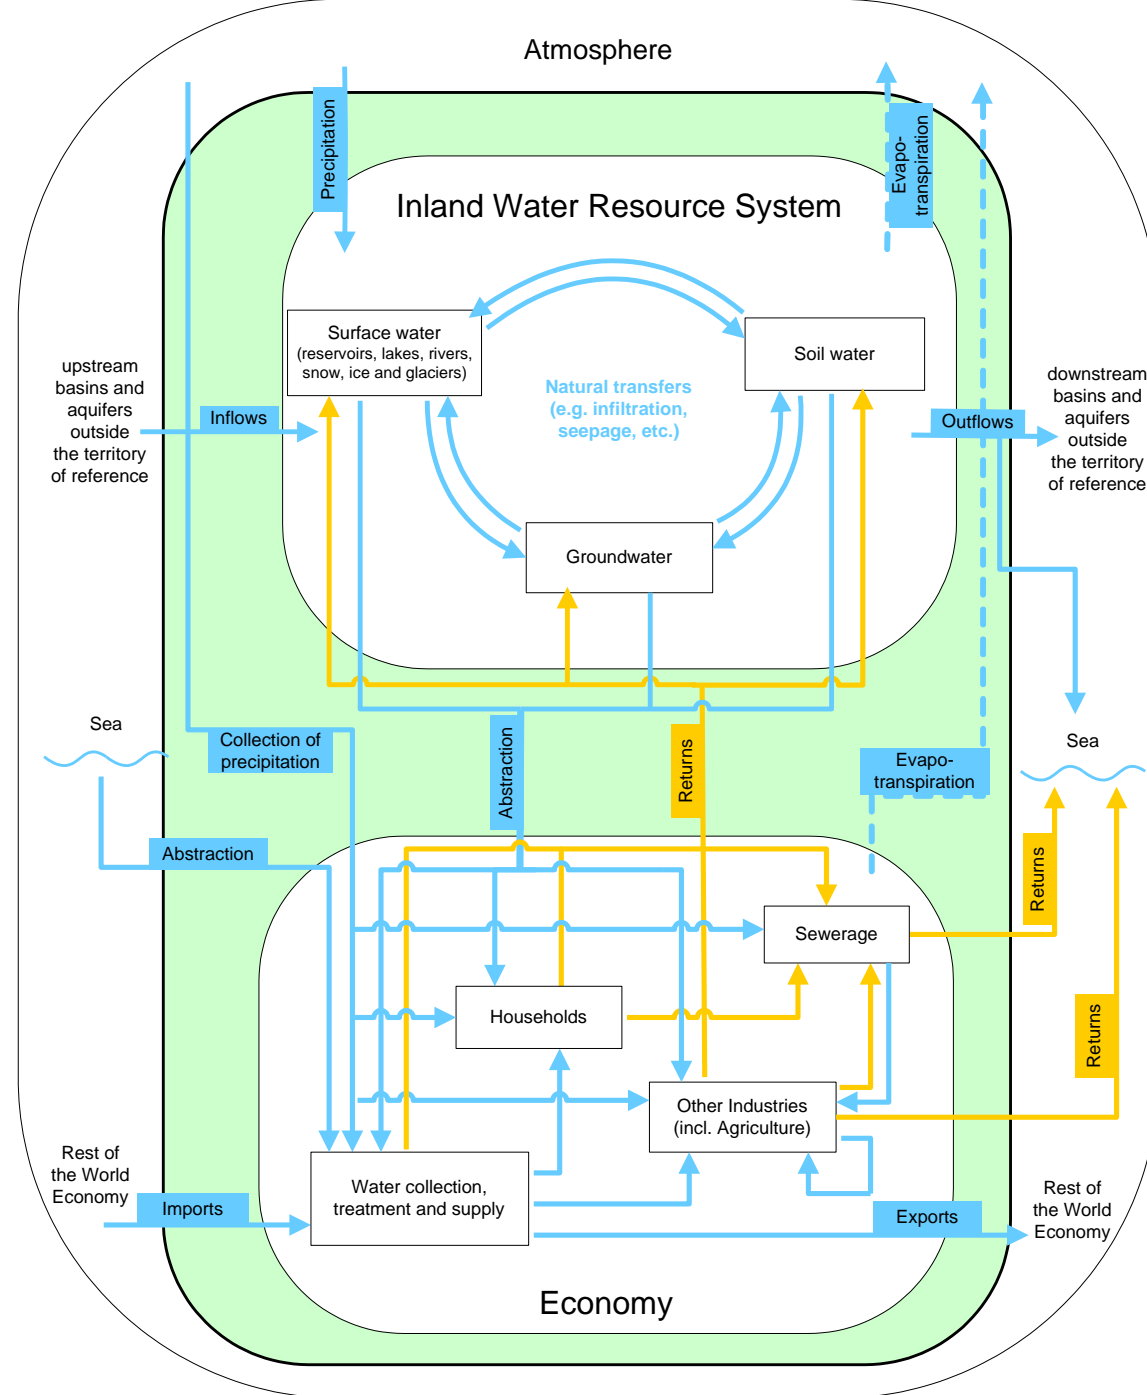 Atmosphere
Precipitation
Evapo-
transpiration
Inland Water Resource System
Surface water
(reservoirs, lakes, rivers,
snow, ice and glaciers)
Soil water
Natural transfers
(e.g. infiltration,
seepage, etc.)
upstream
basins and
aquifers
outside
the territory
of reference
Inflows
Outflows
downstream
basins and
aquifers
outside
the territory
of reference
Groundwater
Sea
Collection of
precipitation
Abstraction
Returns
Evapo-
transpiration
Sea
Abstraction
Returns
Sewerage
Households
Returns
Other Industries
(incl. Agriculture)
Rest of
the World
Economy
Imports
Water collection,
treatment and supply
Exports
Rest of
the World
Economy
Economy